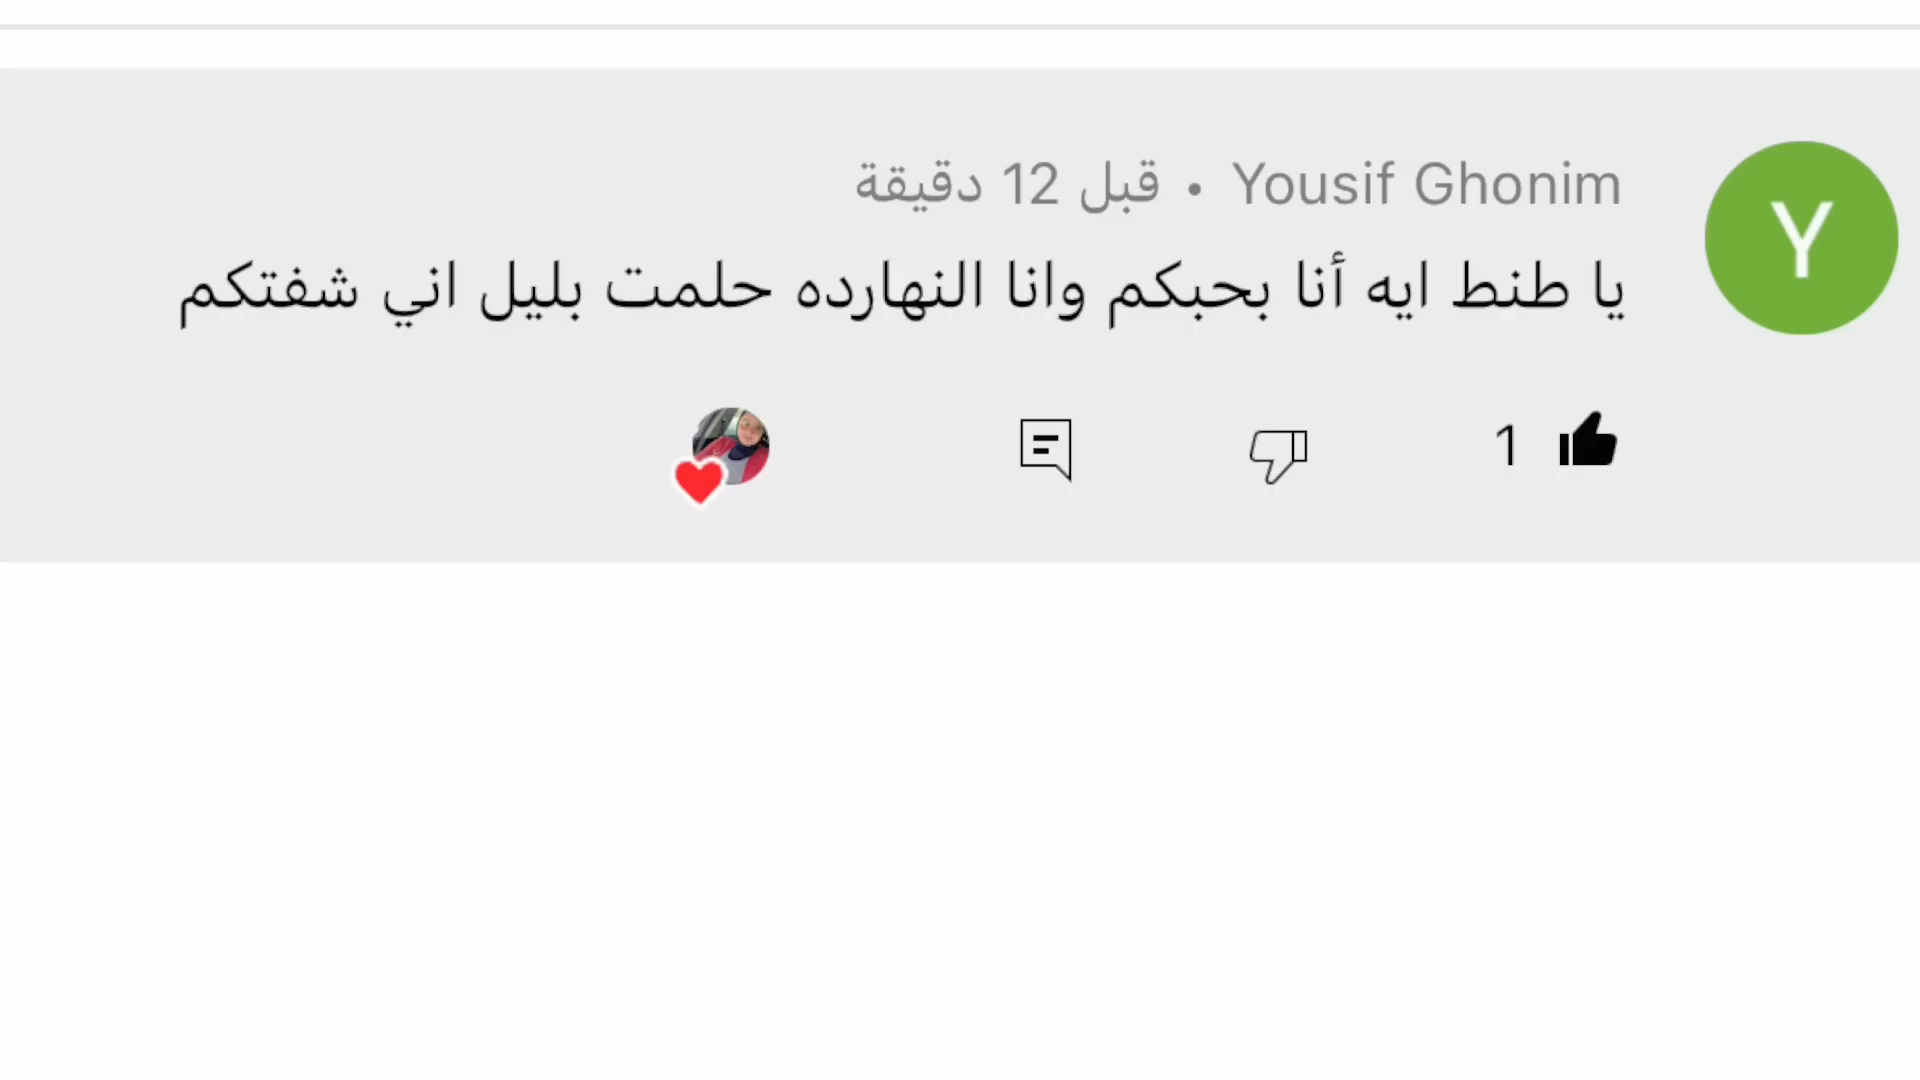 Y
Yousif Ghonim • قبل 12 دقيقة
يا طنط ايه أنا بحبكم وانا النهارده حلمت بليل اني شفتكم
1